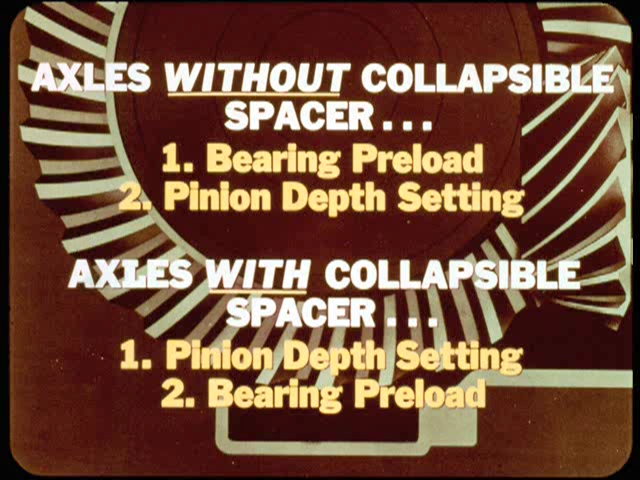 AXLES WITHOUT COLLAPSIBLE
SPACER...
1. Bearing Preload
2. Pinion Depth Setting
AXLES WITH COLLAPSIBLE
SPACER...
1. Pinion Depth Setting
2. Bearing Preload